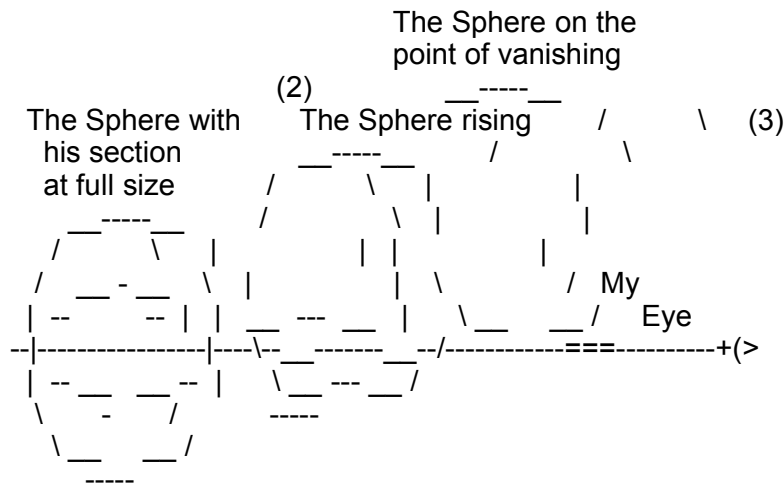 The Sphere on the
point of vanishing
(2)
The Sphere with The Sphere rising (3)
his section
at full size
My
Eye